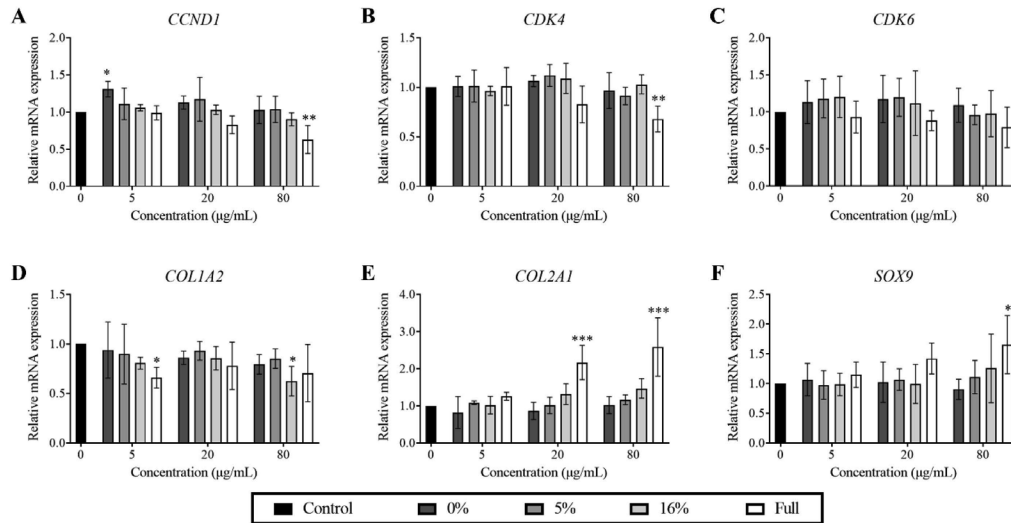 A
CCND1
Relative mRNA expression
2.0
1.5
1.0
0.5
0.0
*
**
0
5
20
80
Concentration (μg/mL)
B
CDK4
Relative mRNA expression
1.5
1.0
0.5
0.0
**
0
5
20
80
Concentration (μg/mL)
C
CDK6
Relative mRNA expression
2.0
1.5
1.0
0.5
0.0
0
5
20
80
Concentration (μg/mL)
D
COL1A2
Relative mRNA expression
1.5
1.0
0.5
0.0
*
*
0
5
20
80
Concentration (μg/mL)
E
COL2A1
Relative mRNA expression
4.0
3.0
2.0
1.0
0.0
***
***
0
5
20
80
Concentration (μg/mL)
F
SOX9
Relative mRNA expression
2.5
2.0
1.5
1.0
0.5
0.0
*
0
5
20
80
Concentration (μg/mL)
Control 0% 5% 16% Full